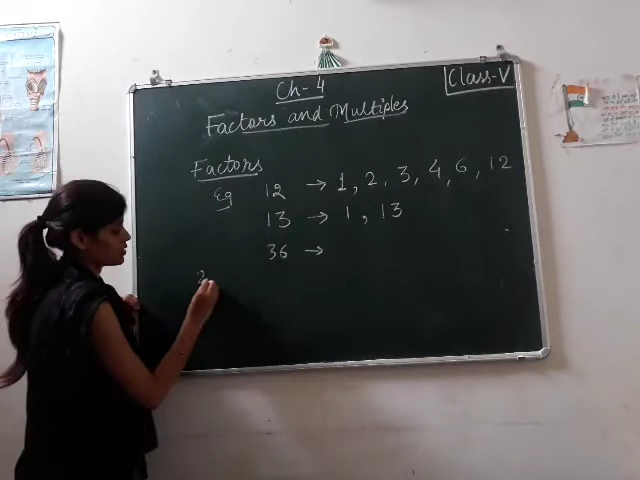 Ch-4
Class-V
Factors and Multiples
Factors
Eg 12 → 1, 2, 3, 4, 6, 12
13 → 1, 13
36 →
2